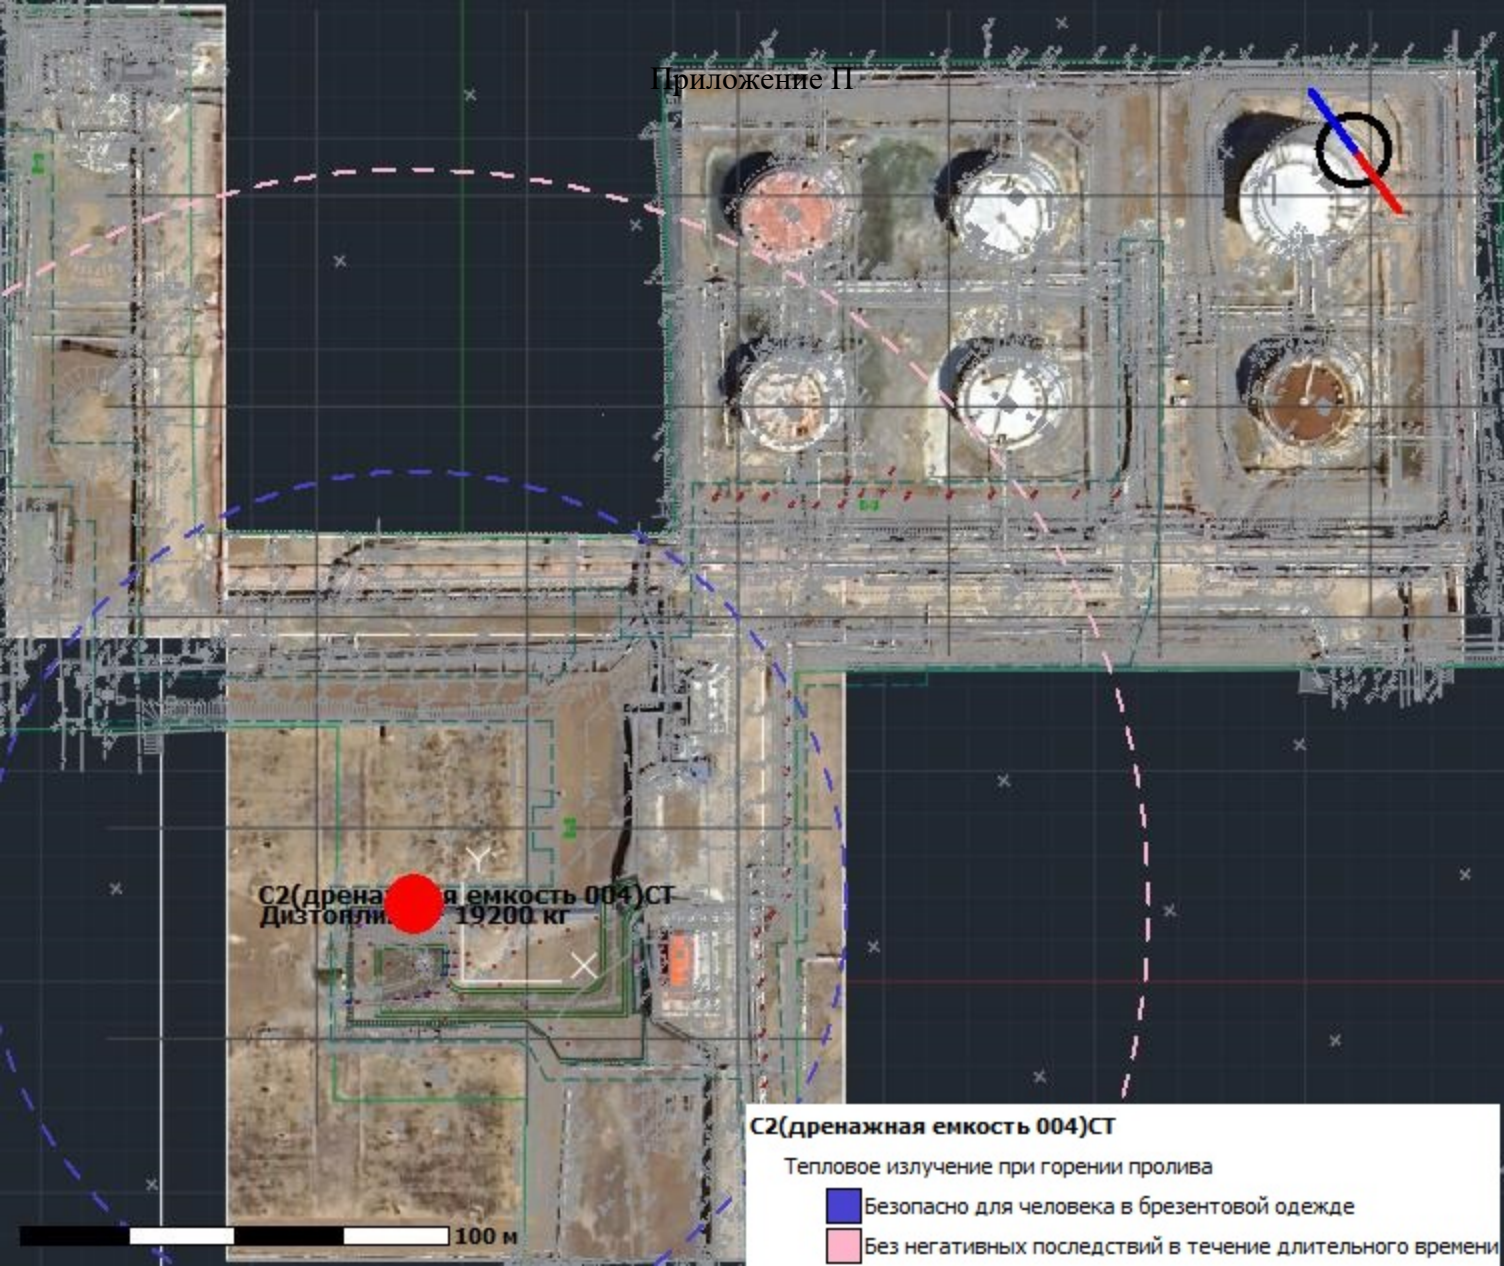 Приложение П
С2(дрена я емкость 004)СТ
Дизтопли 19200 кг
Y
X
100 м
С2(дренажная емкость 004)СТ
Тепловое излучение при горении пролива
Безопасно для человека в брезентовой одежде
Без негативных последствий в течение длительного времени